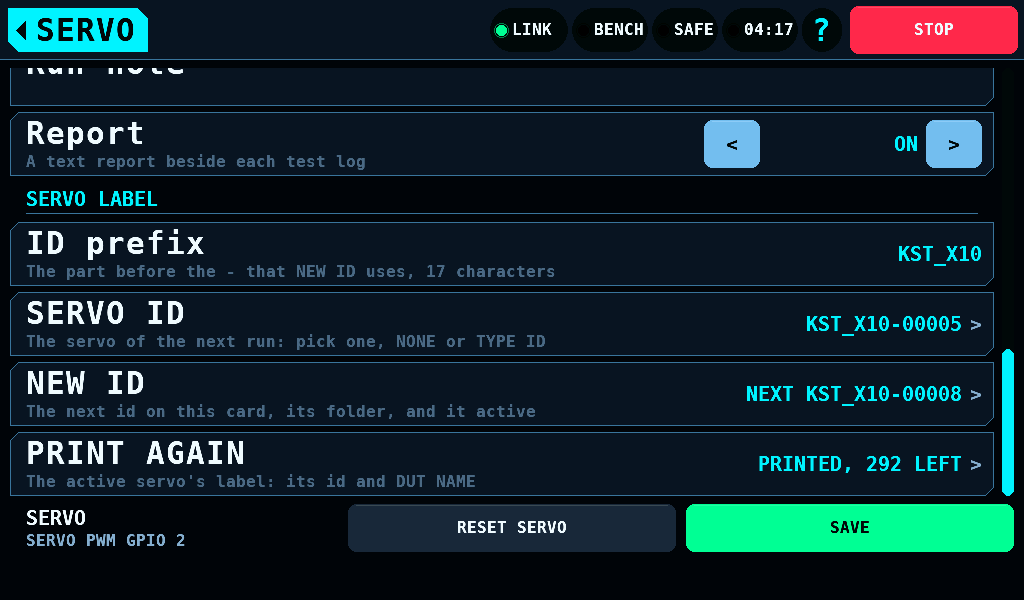 SERVO
LINK
BENCH
SAFE
04:17
?
STOP
Run note
Report
A text report beside each test log
<
ON
>
SERVO LABEL
ID prefix
The part before the - that NEW ID uses, 17 characters
KST_X10
SERVO ID
The servo of the next run: pick one, NONE or TYPE ID
KST_X10-00005 >
NEW ID
The next id on this card, its folder, and it active
NEXT KST_X10-00008 >
PRINT AGAIN
The active servo's label: its id and DUT NAME
PRINTED, 292 LEFT >
SERVO
SERVO PWM GPIO 2
RESET SERVO
SAVE